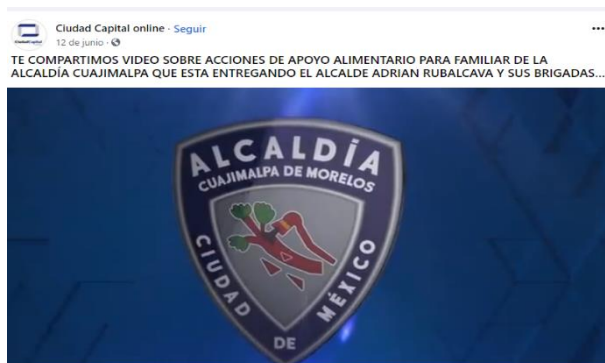 Ciudad Capital online · Seguir
12 de junio ·
TE COMPARTIMOS VIDEO SOBRE ACCIONES DE APOYO ALIMENTARIO PARA FAMILIAR DE LA
ALCALDÍA CUAJIMALPA QUE ESTA ENTREGANDO EL ALCALDE ADRIAN RUBALCAVA Y SUS BRIGADAS...
ALCALDÍA
CUAJIMALPA DE MORELOS
CIUDAD
DE
MÉXICO